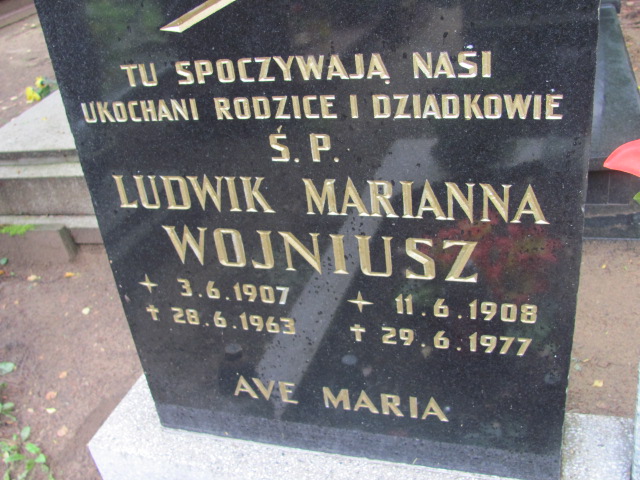 TU SPOCZYWAJĄ NASI
UKOCHANI RODZICE I DZIADKOWIE
Ś. P.
LUDWIK MARIANNA
WOJNIUSZ
3.6.1907
✝ 28.6.1963
11.6.1908
✝ 29.6.1977
AVE MARIA